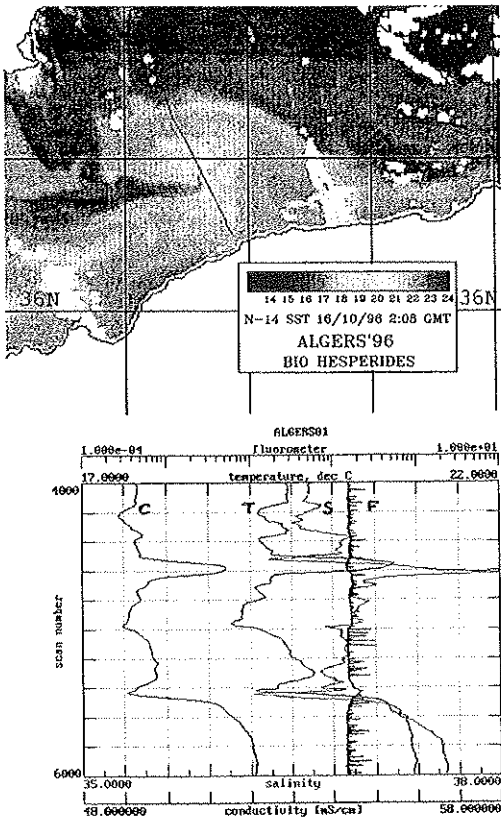 36N
36N
14 15 16 17 18 19 20 21 22 23 24
N-14 SST 16/10/96 2:08 GMT
ALGERS'96
BIO HESPERIDES
ALGERS01
1.000e-04 fluorometer 1.000e+01
17.0000 temperature, dec C 22.0000
4000
C T S F
scan number
6000
35.0000 salinity 38.0000
48.000000 conductivity [mS/cm] 58.000000